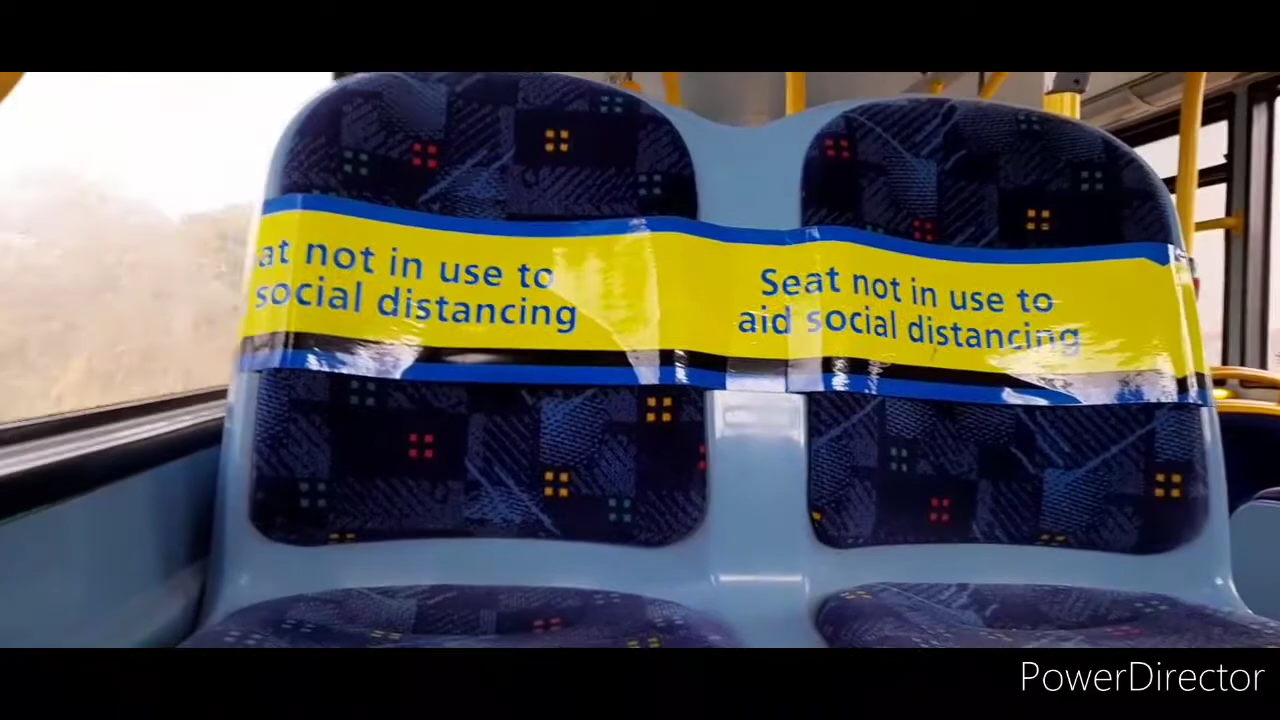 at not in use to
social distancing
Seat not in use to
aid social distancing
PowerDirector